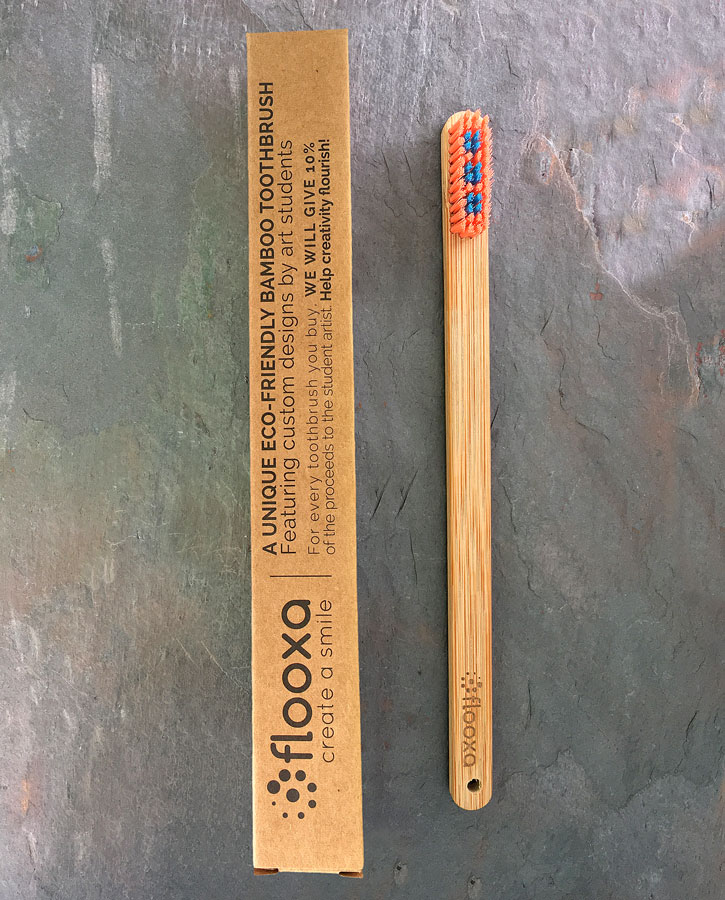 flooxa
create a smile
A UNIQUE ECO-FRIENDLY BAMBOO TOOTHBRUSH
Featuring custom designs by art students
For every toothbrush you buy, WE WILL GIVE 10%
of the proceeds to the student artist. Help creativity flourish!
flooxa